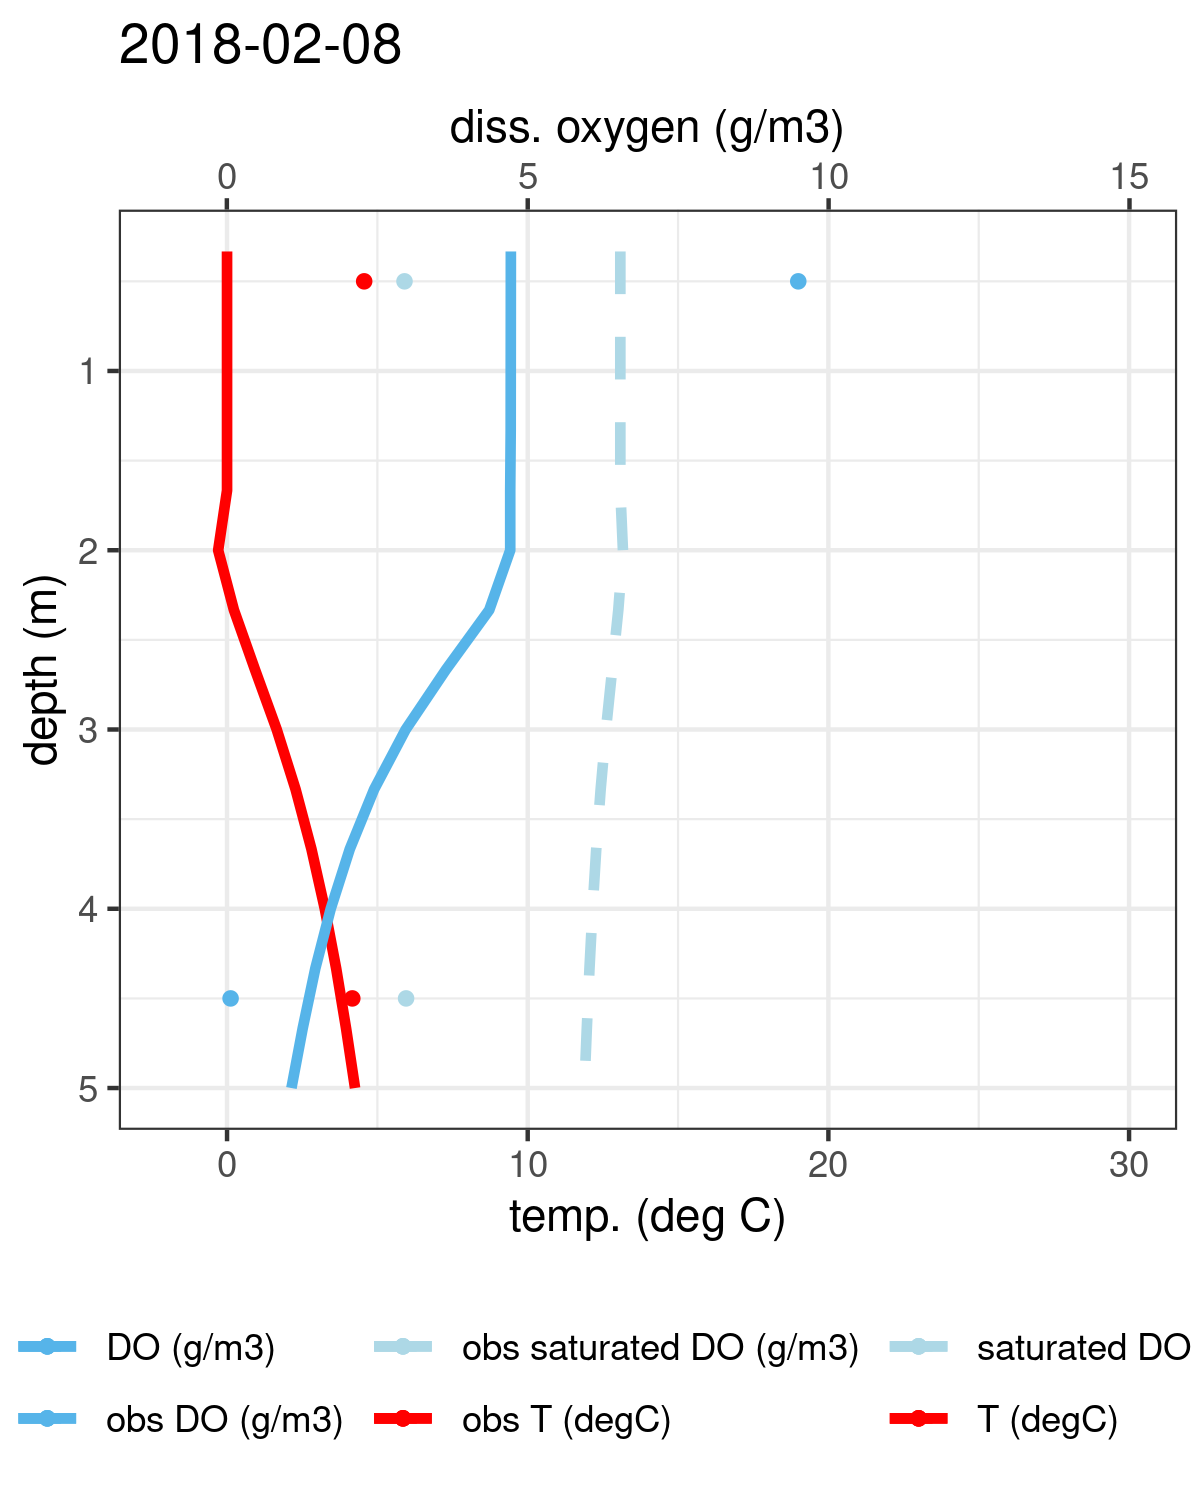 2018-02-08
diss. oxygen (g/m3)
0 5 10 15
depth (m)
1
2
3
4
5
0 10 20 30
temp. (deg C)
DO (g/m3) obs saturated DO (g/m3) saturated DO
obs DO (g/m3) obs T (degC) T (degC)